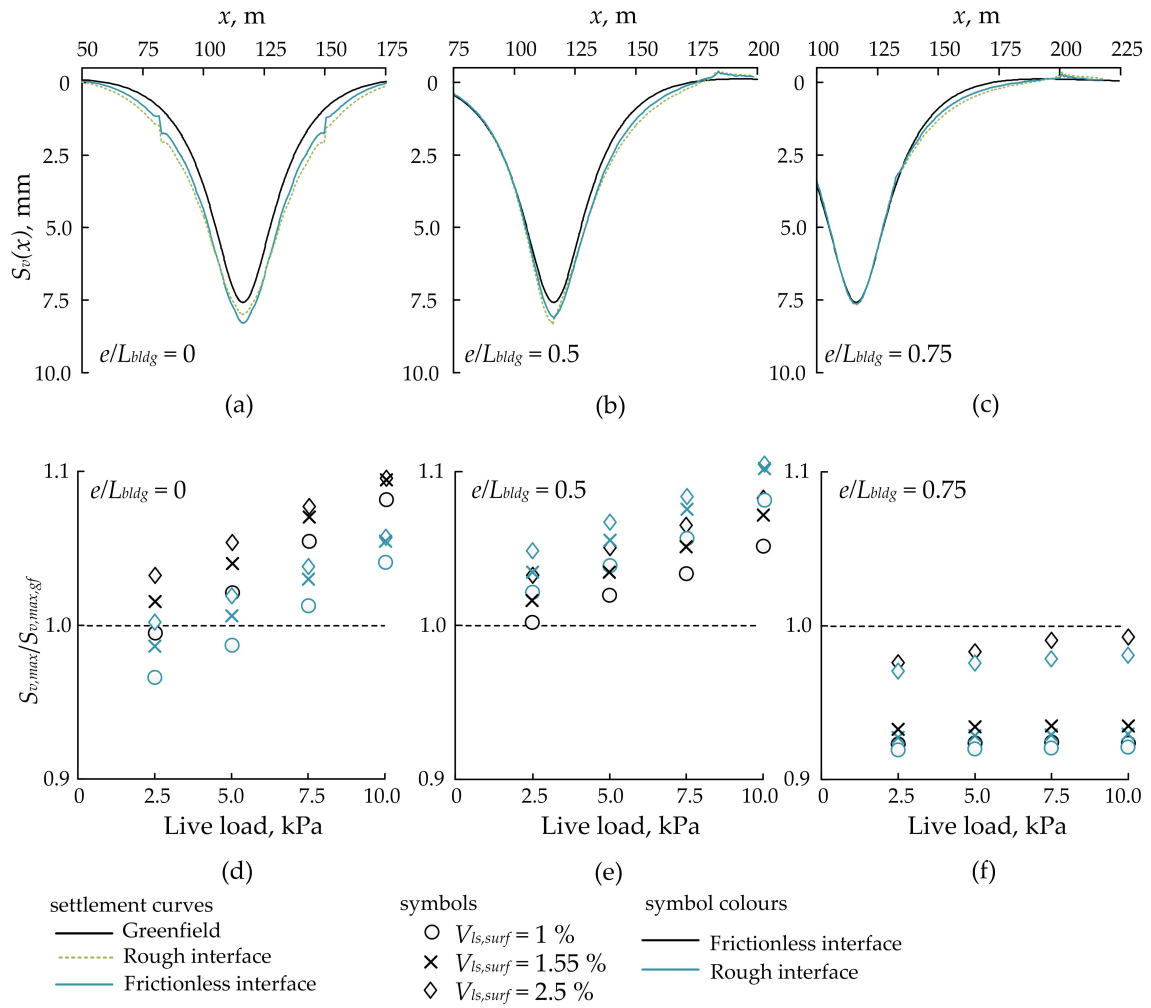 x, m
x, m
x, m
50 75 100 125 150 175
75 100 125 150 175 200
100 125 150 175 200 225
Sv(x), mm
0
2.5
5.0
7.5
10.0
e/Lbldg = 0
0
2.5
5.0
7.5
10.0
e/Lbldg = 0.5
0
2.5
5.0
7.5
10.0
e/Lbldg = 0.75
(a)
(b)
(c)
Sv,max/Sv,max,gf
1.1
1.0
0.9
e/Lbldg = 0
1.1
1.0
0.9
e/Lbldg = 0.5
1.1
1.0
0.9
e/Lbldg = 0.75
0 2.5 5.0 7.5 10.0
0 2.5 5.0 7.5 10.0
0 2.5 5.0 7.5 10.0
Live load, kPa
Live load, kPa
Live load, kPa
(d)
(e)
(f)
settlement curves
Greenfield
Rough interface
Frictionless interface
symbols
Vls,surf = 1 %
Vls,surf = 1.55 %
Vls,surf = 2.5 %
symbol colours
Frictionless interface
Rough interface